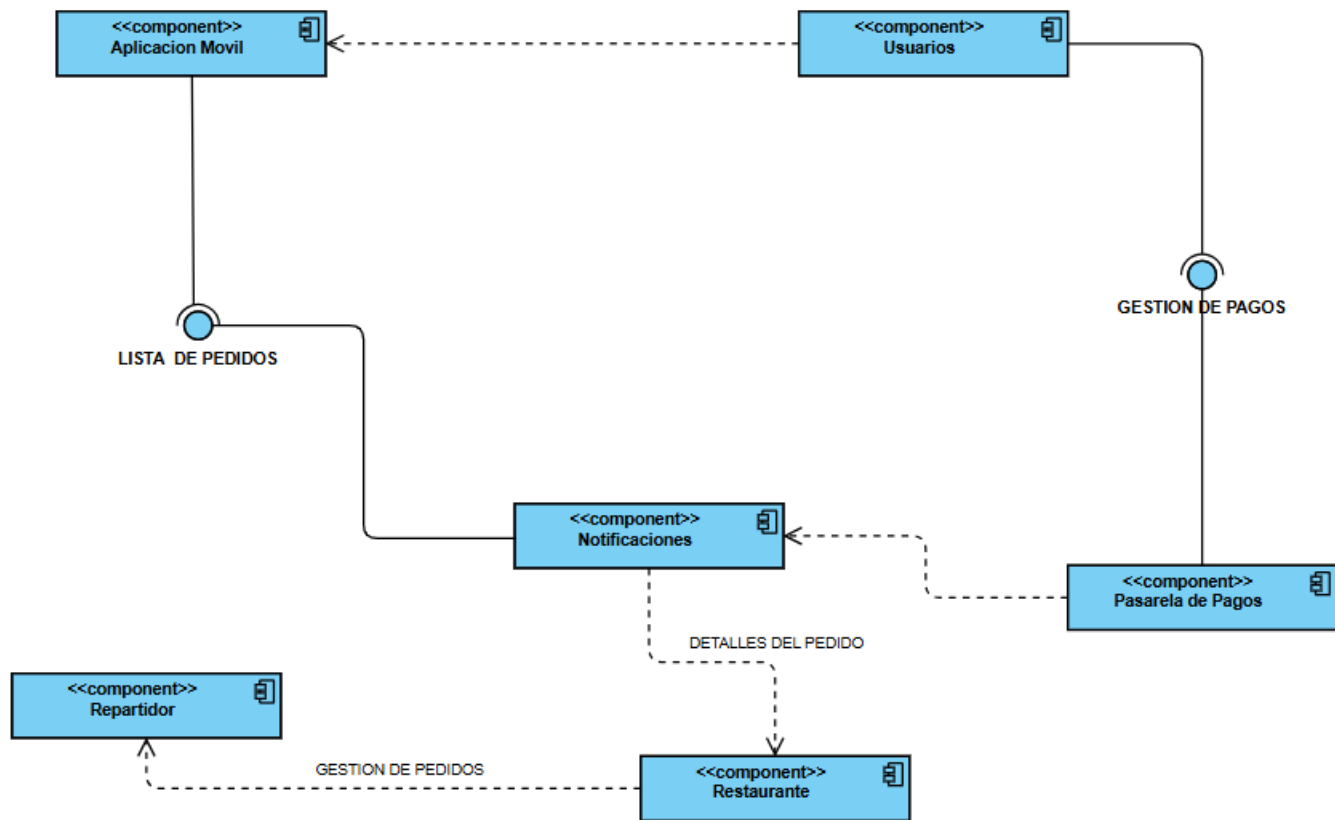 <<component>>
Aplicacion Movil
<<component>>
Usuarios
GESTION DE PAGOS
LISTA DE PEDIDOS
<<component>>
Notificaciones
<<component>>
Pasarela de Pagos
DETALLES DEL PEDIDO
<<component>>
Repartidor
GESTION DE PEDIDOS
<<component>>
Restaurante